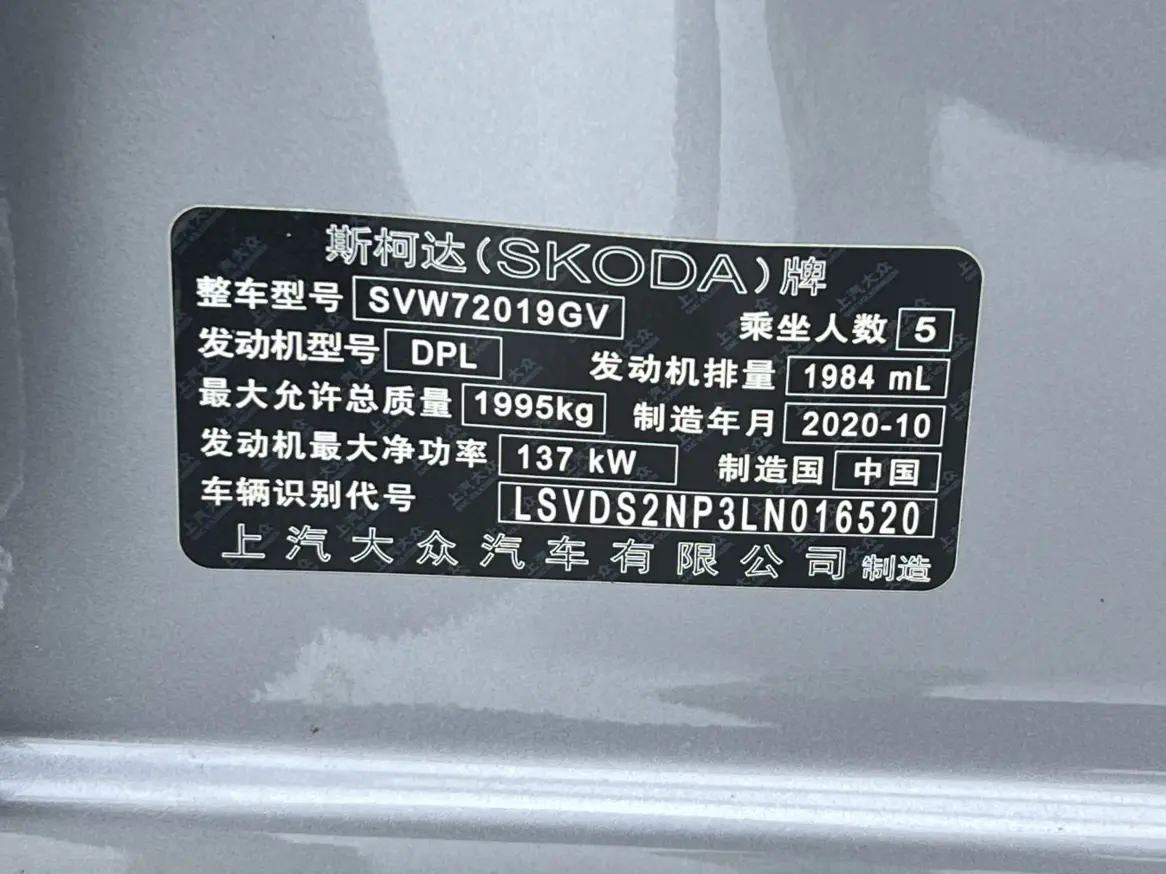 斯柯达(SKODA)牌
整车型号 SVW72019GV 乘坐人数 5
发动机型号 DPL 发动机排量 1984 mL
最大允许总质量 1995kg 制造年月 2020-10
发动机最大净功率 137 kW 制造国 中国
车辆识别代号 LSVDS2NP3LN016520
上汽大众汽车有限公司 制造